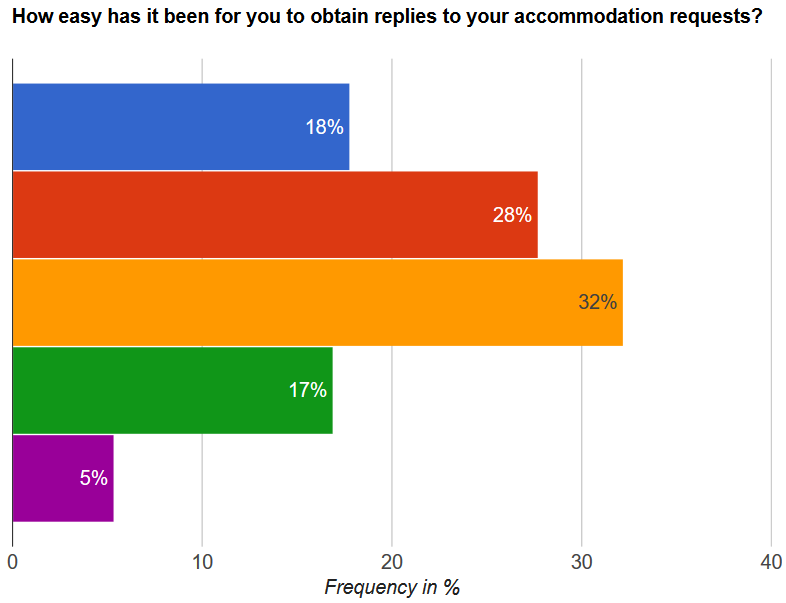 How easy has it been for you to obtain replies to your accommodation requests?
18%
28%
32%
17%
5%
0 10 20 30 40
Frequency in %